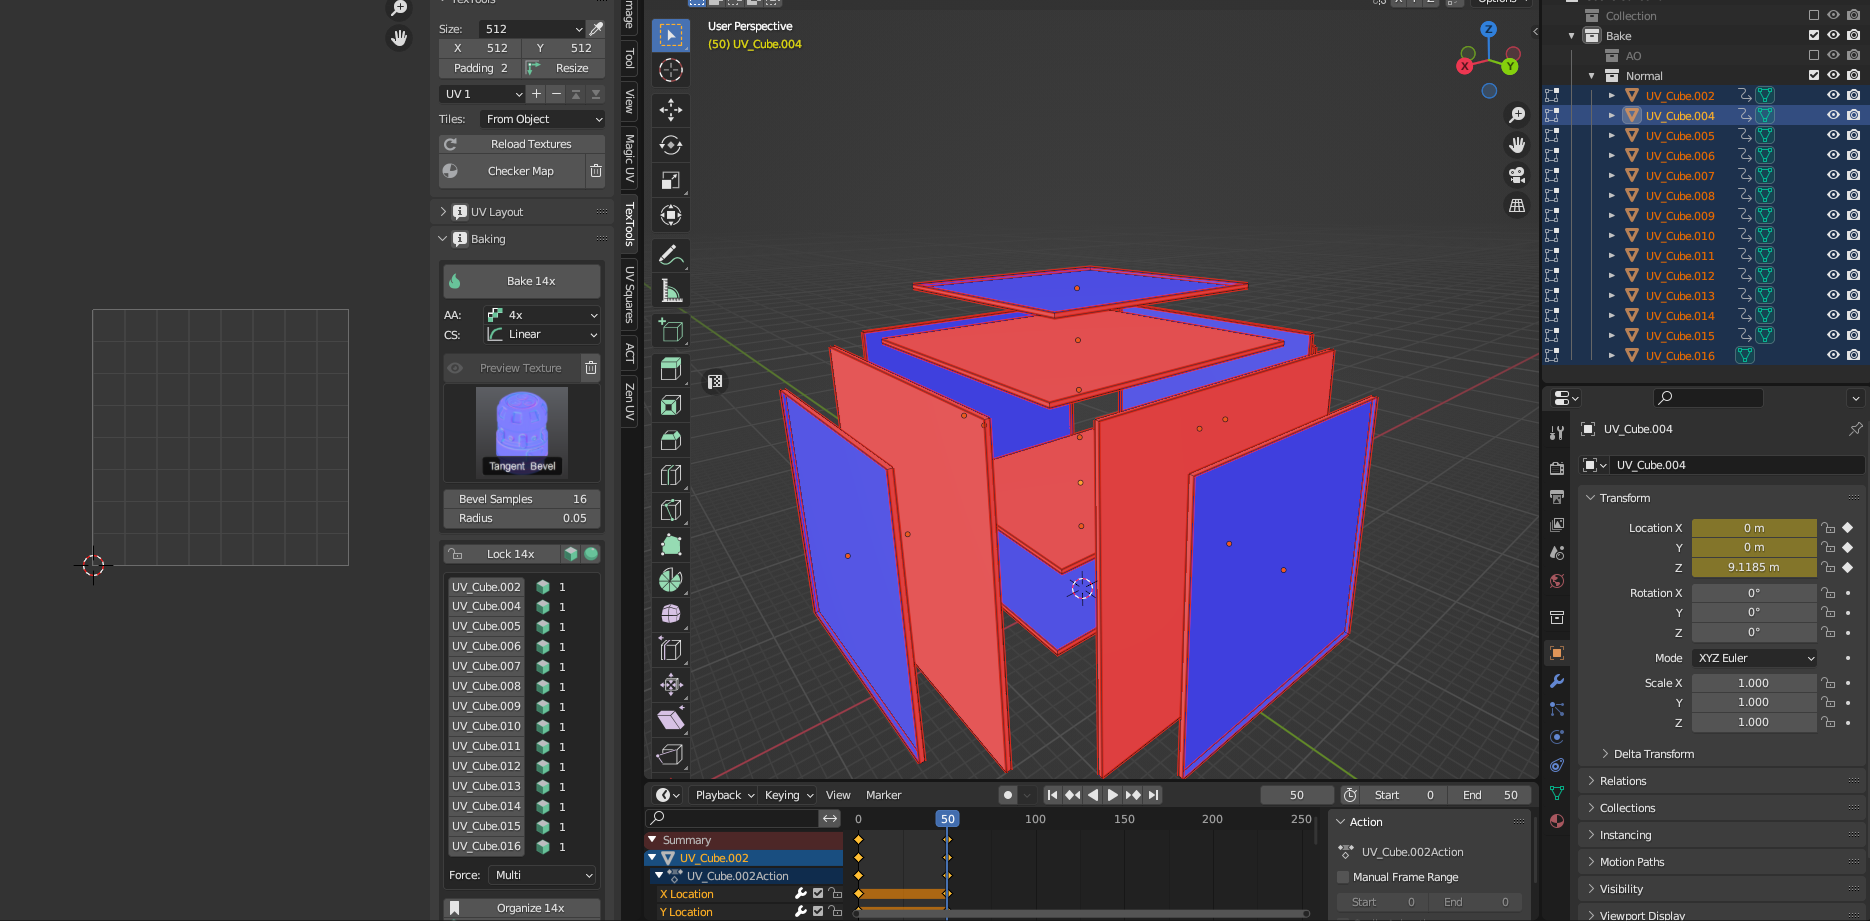 TexTools
Size: 512
X 512 Y 512
Padding 2 Resize
UV 1
Tiles: From Object
Reload Textures
Checker Map
UV Layout
Baking
Bake 14x
AA: 4x
CS: Linear
Preview Texture
Tangent Bevel
Bevel Samples 16
Radius 0.05
Lock 14x
UV_Cube.002 1
UV_Cube.004 1
UV_Cube.005 1
UV_Cube.006 1
UV_Cube.007 1
UV_Cube.008 1
UV_Cube.009 1
UV_Cube.010 1
UV_Cube.011 1
UV_Cube.012 1
UV_Cube.013 1
UV_Cube.014 1
UV_Cube.015 1
UV_Cube.016 1
Force: Multi
Organize 14x
Image
Tool
View
Magic UV
TexTools
UV Squares
ACT
Zen UV
Options
User Perspective
(50) UV_Cube.004
Z
X
Y
Playback Keying View Marker
50 Start 0 End 50
0 50 100 150 200 250
Summary
UV_Cube.002
UV_Cube.002Action
X Location
Y Location
Action
UV_Cube.002Action
Manual Frame Range
Start 0 End 0
Collection
Bake
AO
Normal
UV_Cube.002
UV_Cube.004
UV_Cube.005
UV_Cube.006
UV_Cube.007
UV_Cube.008
UV_Cube.009
UV_Cube.010
UV_Cube.011
UV_Cube.012
UV_Cube.013
UV_Cube.014
UV_Cube.015
UV_Cube.016
UV_Cube.004
UV_Cube.004
Transform
Location X 0 m
Y 0 m
Z 9.1185 m
Rotation X 0°
Y 0°
Z 0°
Mode XYZ Euler
Scale X 1.000
Y 1.000
Z 1.000
Delta Transform
Relations
Collections
Instancing
Motion Paths
Visibility
Viewport Display